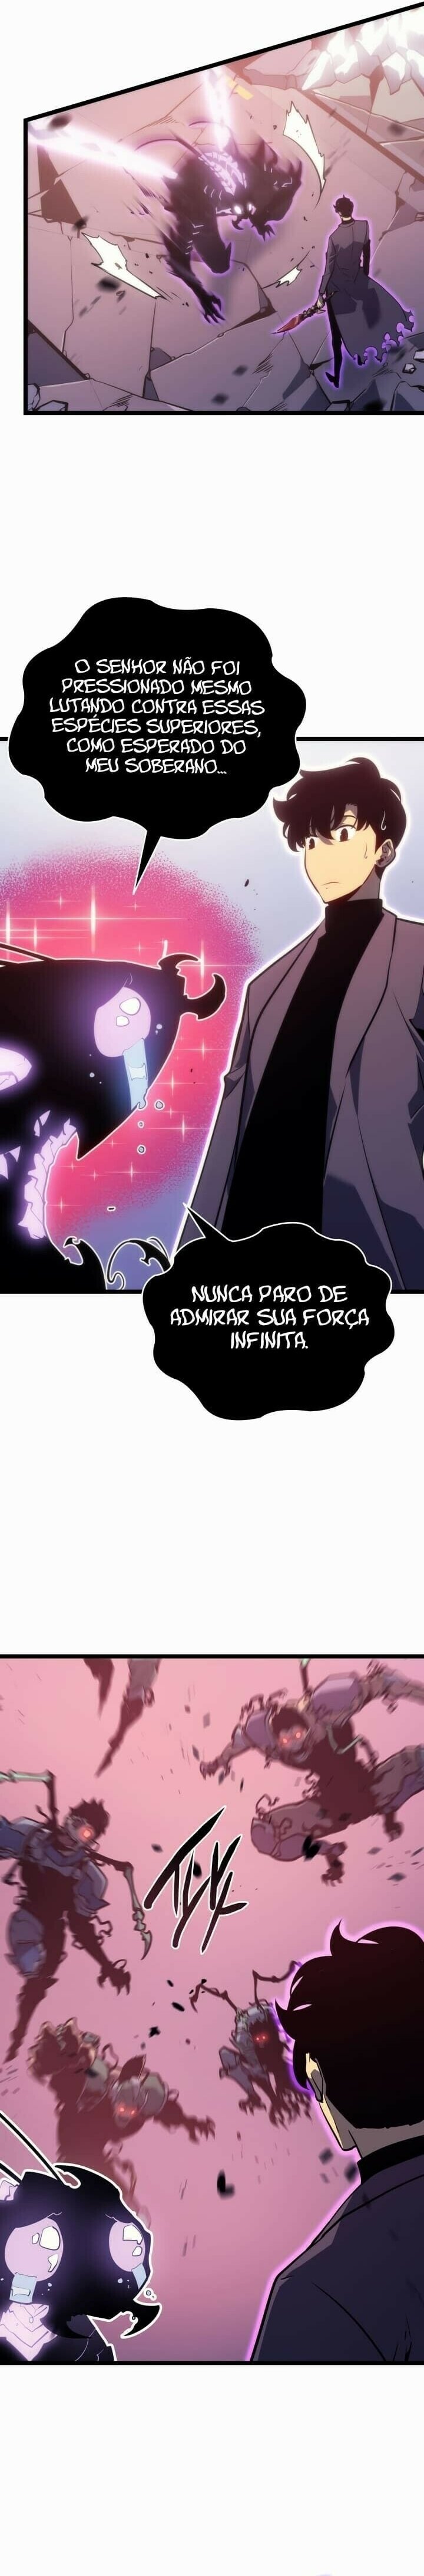 O SENHOR NÃO FOI
PRESSIONADO MESMO
LUTANDO CONTRA ESSAS
ESPÉCIES SUPERIORES,
COMO ESPERADO DO
MEU SOBERANO...
NUNCA PARO DE
ADMIRAR SUA FORÇA
INFINITA.